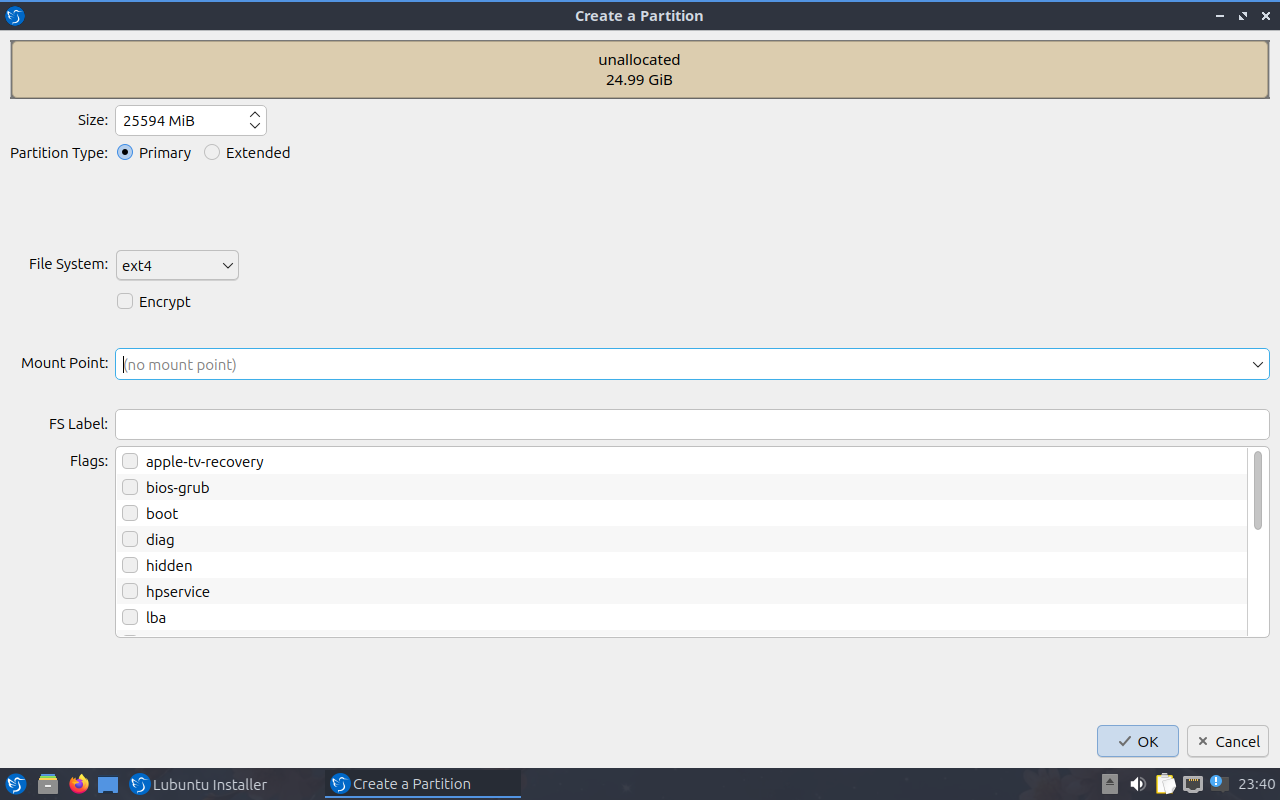 Create a Partition
unallocated
24.99 GiB
Size: 25594 MiB
Partition Type: Primary Extended
File System: ext4
Encrypt
Mount Point: (no mount point)
FS Label:
Flags: apple-tv-recovery
bios-grub
boot
diag
hidden
hpservice
lba
OK Cancel
Lubuntu Installer Create a Partition 23:40